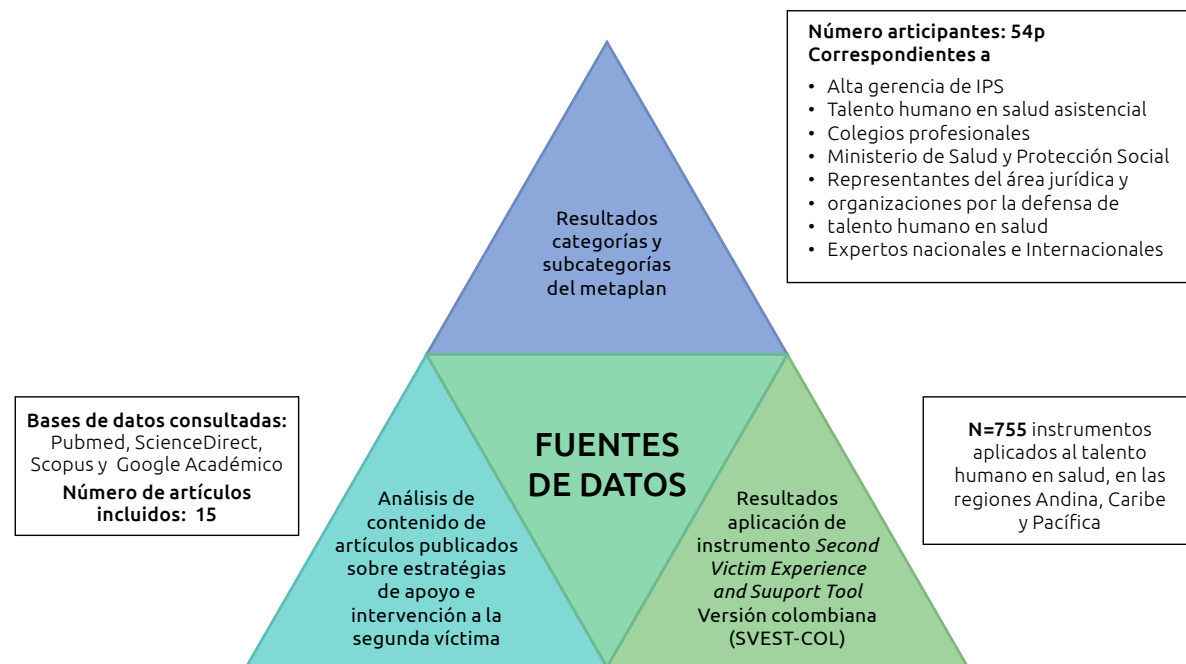 Número articipantes: 54p
Correspondientes a
• Alta gerencia de IPS
• Talento humano en salud asistencial
• Colegios profesionales
• Ministerio de Salud y Protección Social
• Representantes del área jurídica y
• organizaciones por la defensa de
• talento humano en salud
• Expertos nacionales e Internacionales
Resultados
categorías y
subcategorías
del metaplan
Bases de datos consultadas:
Pubmed, ScienceDirect,
Scopus y Google Académico
Número de artículos
incluidos: 15
FUENTES
DE DATOS
N=755 instrumentos
aplicados al talento
humano en salud, en las
regiones Andina, Caribe
y Pacífica
Análisis de
contenido de
artículos publicados
sobre estratégias
de apoyo e
intervención a la
segunda víctima
Resultados
aplicación de
instrumento Second
Victim Experience
and Suuport Tool
Versión colombiana
(SVEST-COL)